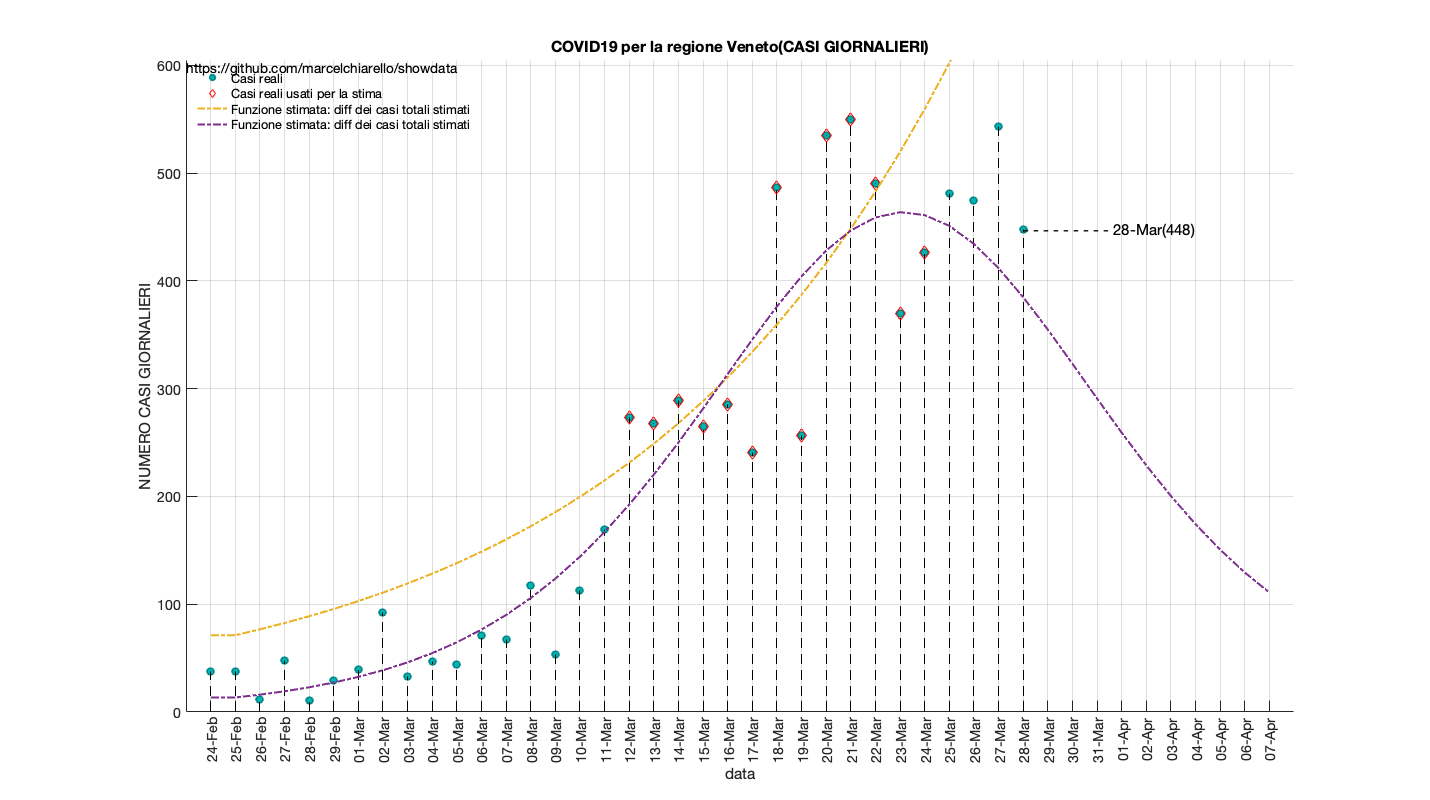 COVID19 per la regione Veneto(CASI GIORNALIERI)
https://github.com/marcelchiarello/showdata
Casi reali
Casi reali usati per la stima
Funzione stimata: diff dei casi totali stimati
Funzione stimata: diff dei casi totali stimati
NUMERO CASI GIORNALIERI
600
500
400
300
200
100
0
28-Mar(448)
24-Feb
25-Feb
26-Feb
27-Feb
28-Feb
29-Feb
01-Mar
02-Mar
03-Mar
04-Mar
05-Mar
06-Mar
07-Mar
08-Mar
09-Mar
10-Mar
11-Mar
12-Mar
13-Mar
14-Mar
15-Mar
16-Mar
17-Mar
18-Mar
19-Mar
20-Mar
21-Mar
22-Mar
23-Mar
24-Mar
25-Mar
26-Mar
27-Mar
28-Mar
29-Mar
30-Mar
31-Mar
01-Apr
02-Apr
03-Apr
04-Apr
05-Apr
06-Apr
07-Apr
data